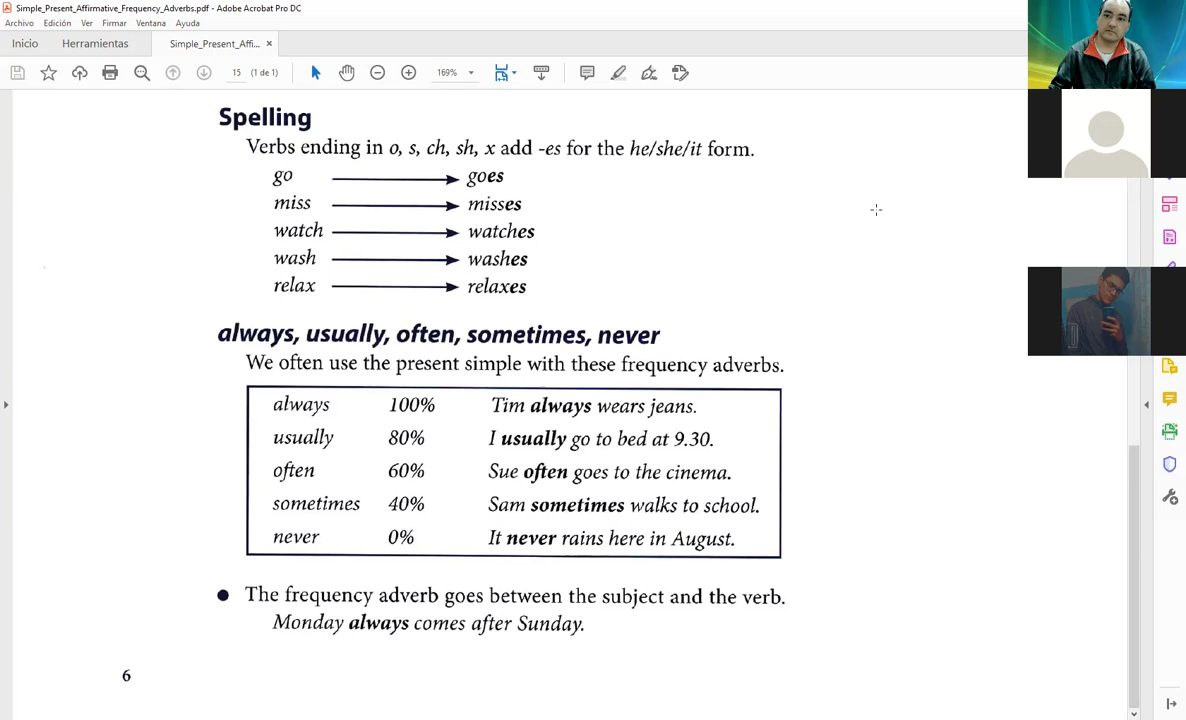 Simple_Present_Affirmative_Frequency_Adverbs.pdf - Adobe Acrobat Pro DC
Archivo Edición Ver Firmar Ventana Ayuda
Inicio Herramientas Simple_Present_Affi... ×
15 (1 de 1) 169%
Spelling
Verbs ending in o, s, ch, sh, x add -es for the he/she/it form.
go goes
miss misses
watch watches
wash washes
relax relaxes
always, usually, often, sometimes, never
We often use the present simple with these frequency adverbs.
always 100% Tim always wears jeans.
usually 80% I usually go to bed at 9.30.
often 60% Sue often goes to the cinema.
sometimes 40% Sam sometimes walks to school.
never 0% It never rains here in August.
● The frequency adverb goes between the subject and the verb.
Monday always comes after Sunday.
6